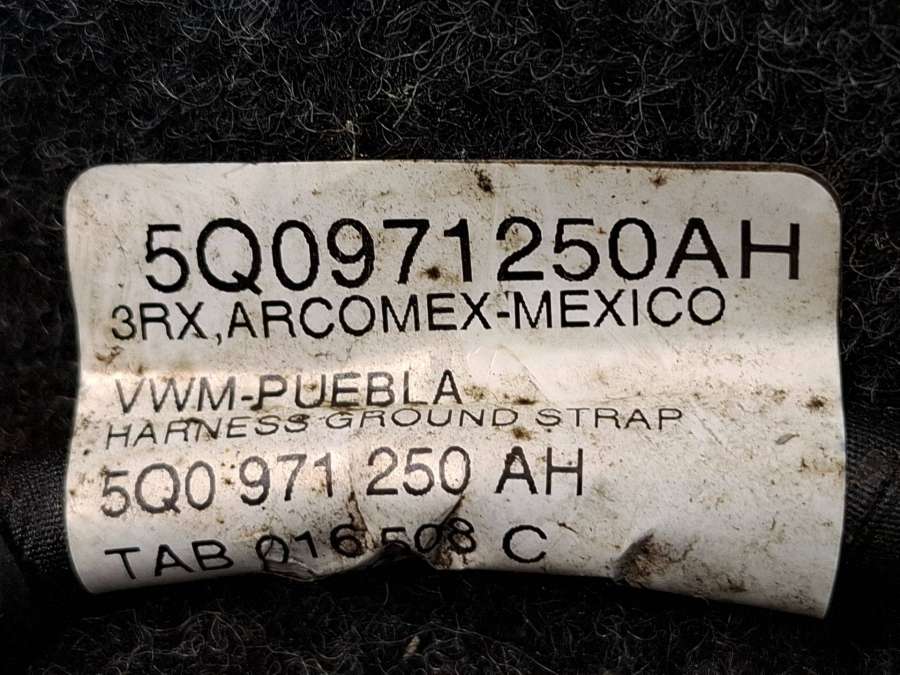 5Q0971250AH
3RX,ARCOMEX-MEXICO
VWM-PUEBLA
HARNESS GROUND STRAP
5Q0 971 250 AH
TAB 016 508 C